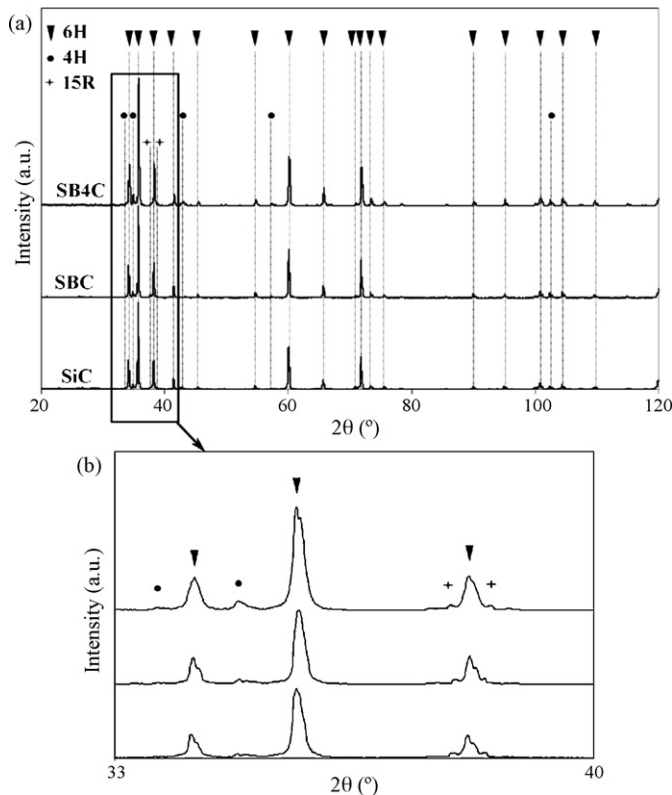 (a)
6H
4H
15R
SB4C
SBC
SiC
Intensity (a.u.)
20 40 60 80 100 120
2θ (º)
(b)
Intensity (a.u.)
33 40
2θ (º)